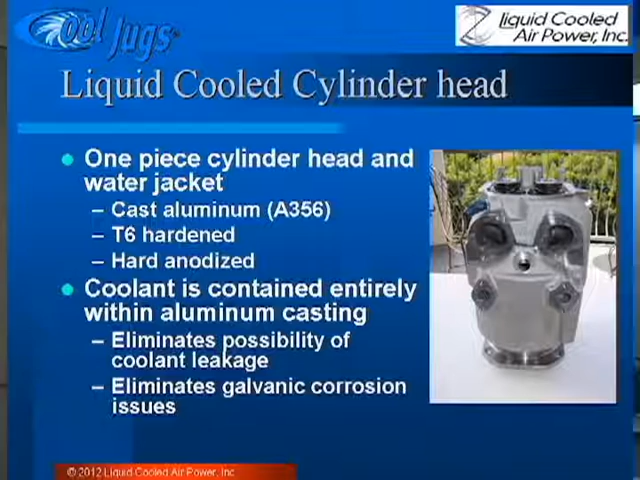 Cool Jugs
Liquid Cooled
Air Power, Inc.
Liquid Cooled Cylinder head
One piece cylinder head and
water jacket
– Cast aluminum (A356)
– T6 hardened
– Hard anodized
Coolant is contained entirely
within aluminum casting
– Eliminates possibility of
coolant leakage
– Eliminates galvanic corrosion
issues
© 2012 Liquid Cooled Air Power, Inc